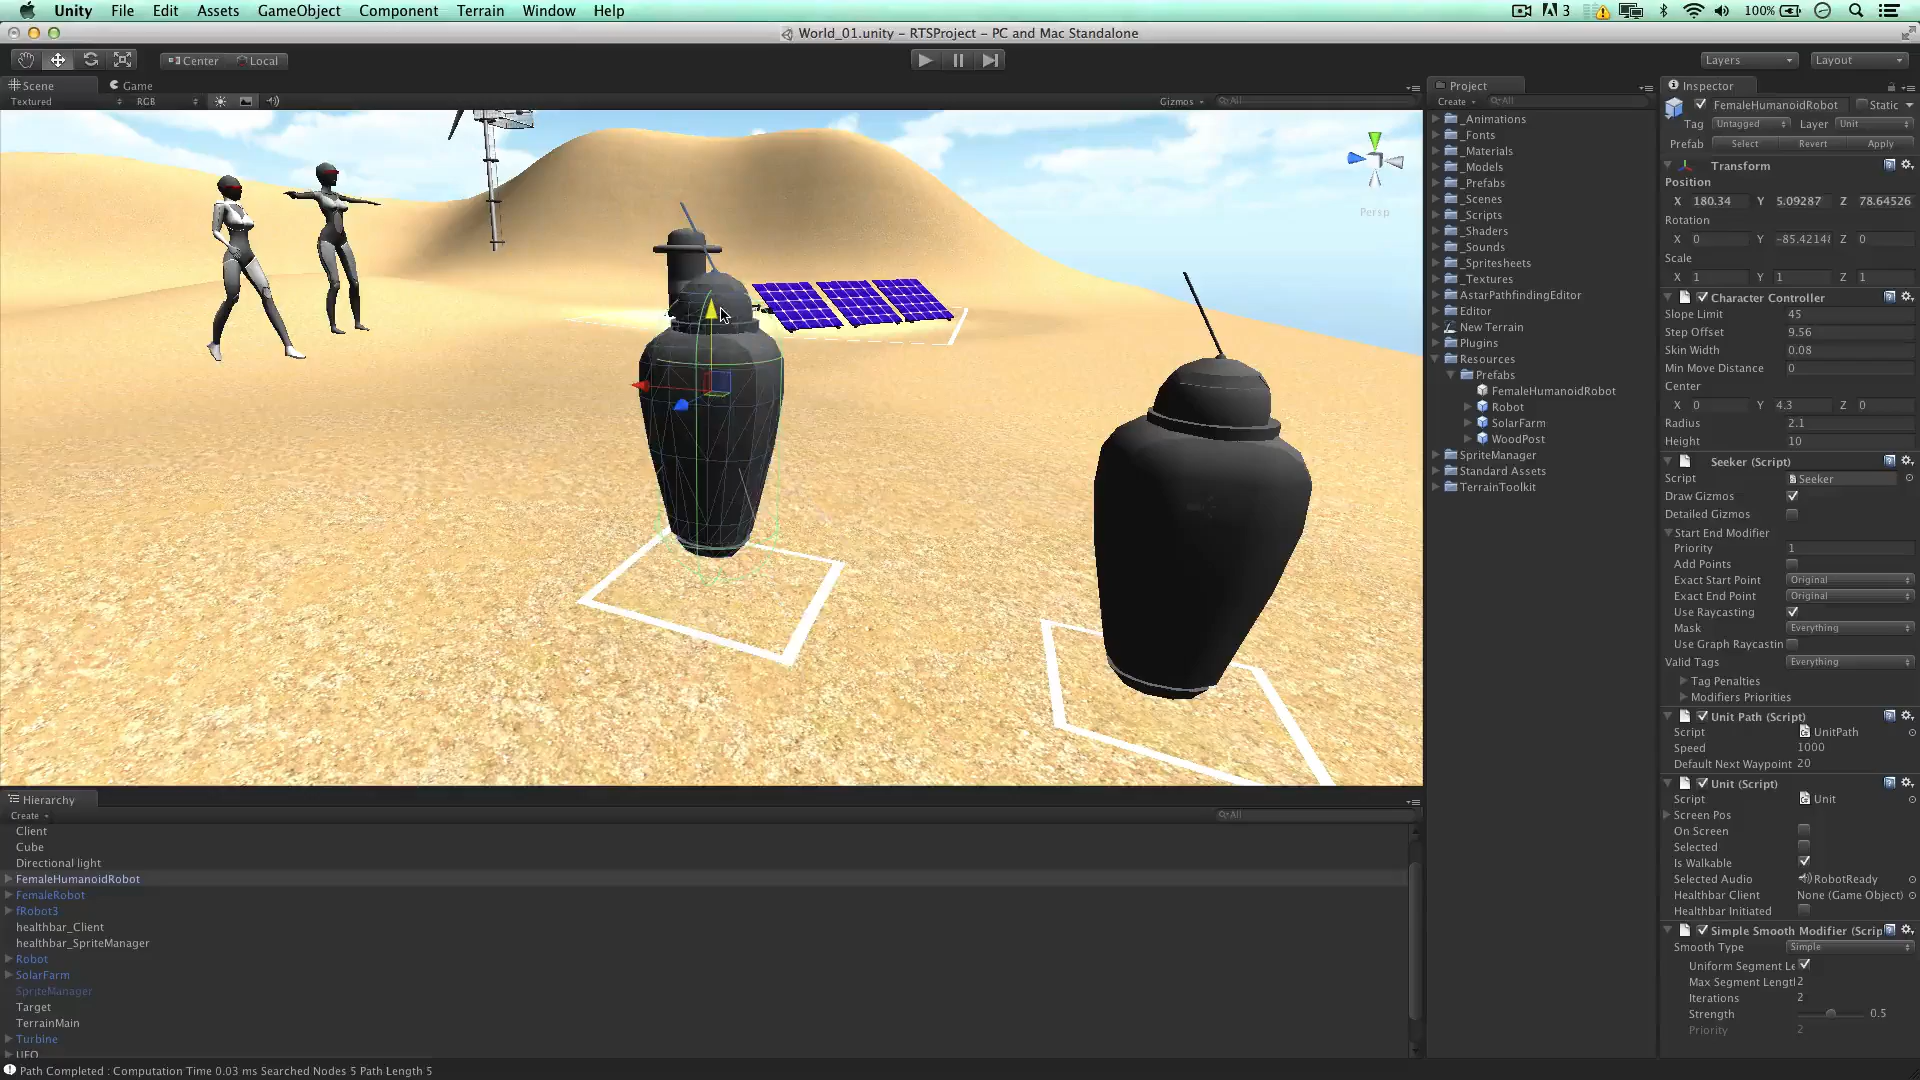 Unity File Edit Assets GameObject Component Terrain Window Help 3 100%
World_01.unity – RTSProject – PC and Mac Standalone
Center Local Layers Layout
Scene Game
Textured RGB Gizmos All
Persp
Project
Create All
_Animations
_Fonts
_Materials
_Models
_Prefabs
_Scenes
_Scripts
_Shaders
_Sounds
_Spritesheets
_Textures
AstarPathfindingEditor
Editor
New Terrain
Plugins
Resources
Prefabs
FemaleHumanoidRobot
Robot
SolarFarm
WoodPost
SpriteManager
Standard Assets
TerrainToolkit
Inspector
FemaleHumanoidRobot Static
Tag Untagged Layer Unit
Prefab Select Revert Apply
Transform
Position
X 180.34 Y 5.09287 Z 78.64526
Rotation
X 0 Y -85.42148 Z 0
Scale
X 1 Y 1 Z 1
Character Controller
Slope Limit 45
Step Offset 9.56
Skin Width 0.08
Min Move Distance 0
Center
X 0 Y 4.3 Z 0
Radius 2.1
Height 10
Seeker (Script)
Script Seeker
Draw Gizmos
Detailed Gizmos
Start End Modifier
Priority 1
Add Points
Exact Start Point Original
Exact End Point Original
Use Raycasting
Mask Everything
Use Graph Raycastin
Valid Tags Everything
Tag Penalties
Modifiers Priorities
Unit Path (Script)
Script UnitPath
Speed 1000
Default Next Waypoint 20
Unit (Script)
Script Unit
Screen Pos
On Screen
Selected
Is Walkable
Selected Audio RobotReady
Healthbar Client None (Game Object)
Healthbar Initiated
Simple Smooth Modifier (Scrip
Smooth Type Simple
Uniform Segment Le
Max Segment Lengtl 2
Iterations 2
Strength 0.5
Priority 2
Hierarchy
Create All
Client
Cube
Directional light
FemaleHumanoidRobot
FemaleRobot
fRobot3
healthbar_Client
healthbar_SpriteManager
Robot
SolarFarm
SpriteManager
Target
TerrainMain
Turbine
UFO
Path Completed : Computation Time 0.03 ms Searched Nodes 5 Path Length 5